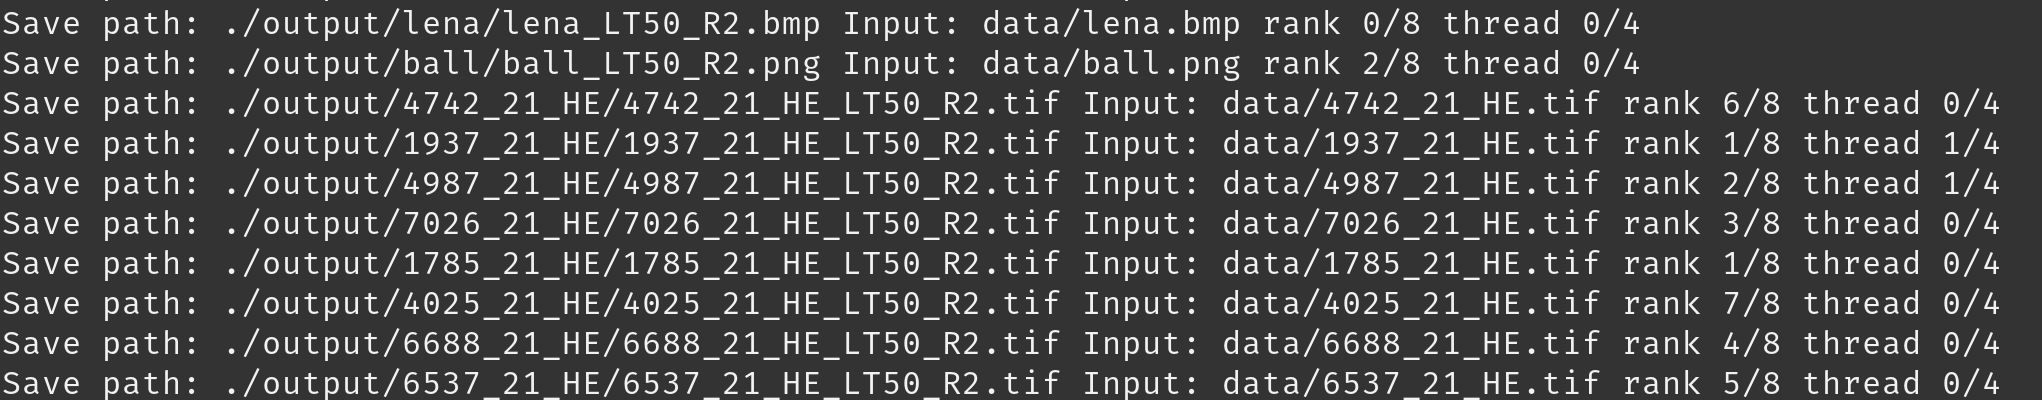 Save path: ./output/lena/lena_LT50_R2.bmp Input: data/lena.bmp rank 0/8 thread 0/4
Save path: ./output/ball/ball_LT50_R2.png Input: data/ball.png rank 2/8 thread 0/4
Save path: ./output/4742_21_HE/4742_21_HE_LT50_R2.tif Input: data/4742_21_HE.tif rank 6/8 thread 0/4
Save path: ./output/1937_21_HE/1937_21_HE_LT50_R2.tif Input: data/1937_21_HE.tif rank 1/8 thread 1/4
Save path: ./output/4987_21_HE/4987_21_HE_LT50_R2.tif Input: data/4987_21_HE.tif rank 2/8 thread 1/4
Save path: ./output/7026_21_HE/7026_21_HE_LT50_R2.tif Input: data/7026_21_HE.tif rank 3/8 thread 0/4
Save path: ./output/1785_21_HE/1785_21_HE_LT50_R2.tif Input: data/1785_21_HE.tif rank 1/8 thread 0/4
Save path: ./output/4025_21_HE/4025_21_HE_LT50_R2.tif Input: data/4025_21_HE.tif rank 7/8 thread 0/4
Save path: ./output/6688_21_HE/6688_21_HE_LT50_R2.tif Input: data/6688_21_HE.tif rank 4/8 thread 0/4
Save path: ./output/6537_21_HE/6537_21_HE_LT50_R2.tif Input: data/6537_21_HE.tif rank 5/8 thread 0/4